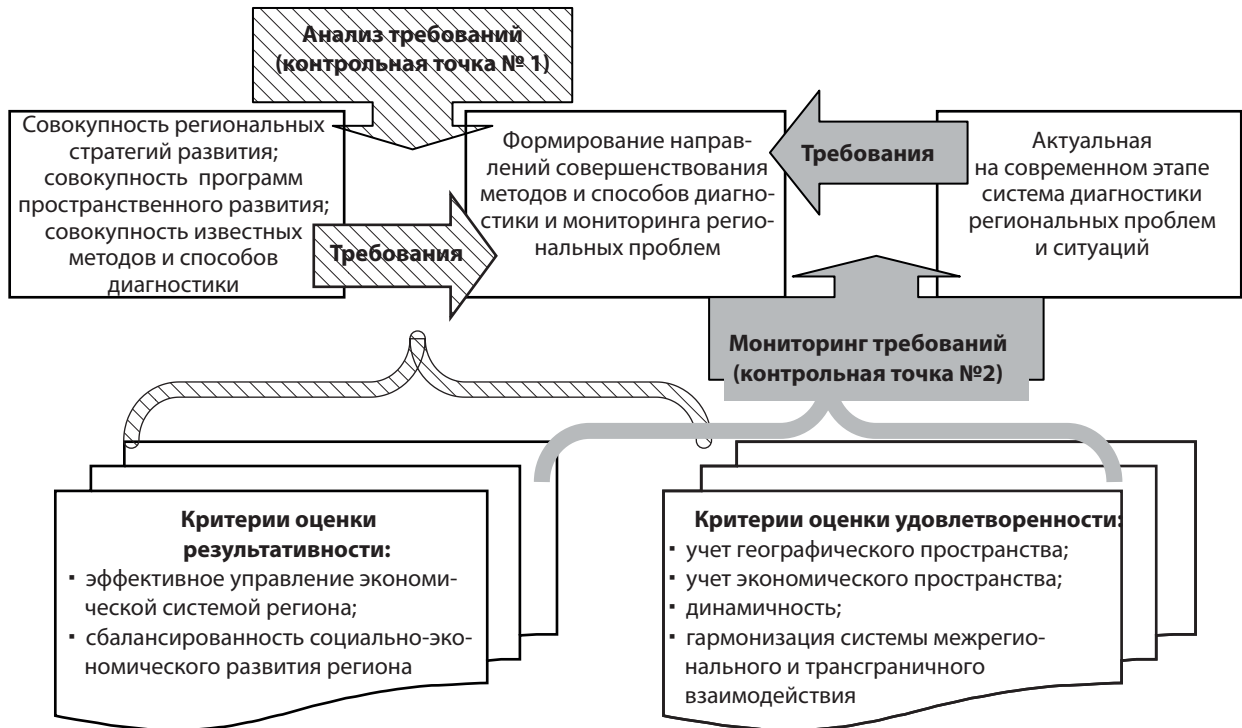 Анализ требований
(контрольная точка № 1)
Совокупность региональных
стратегий развития;
совокупность программ
пространственного развития;
совокупность известных
методов и способов
диагностики
Требования
Формирование направ-
лений совершенствования
методов и способов диагно-
стики и мониторинга регио-
нальных проблем
Требования
Актуальная
на современном этапе
система диагностики
региональных проблем
и ситуаций
Мониторинг требований
(контрольная точка №2)
Критерии оценки
результативности:
▪ эффективное управление экономи-
ческой системой региона;
▪ сбалансированность социально-эко-
номического развития региона
Критерии оценки удовлетворенности:
▪ учет географического пространства;
▪ учет экономического пространства;
▪ динамичность;
▪ гармонизация системы межрегио-
нального и трансграничного
взаимодействия